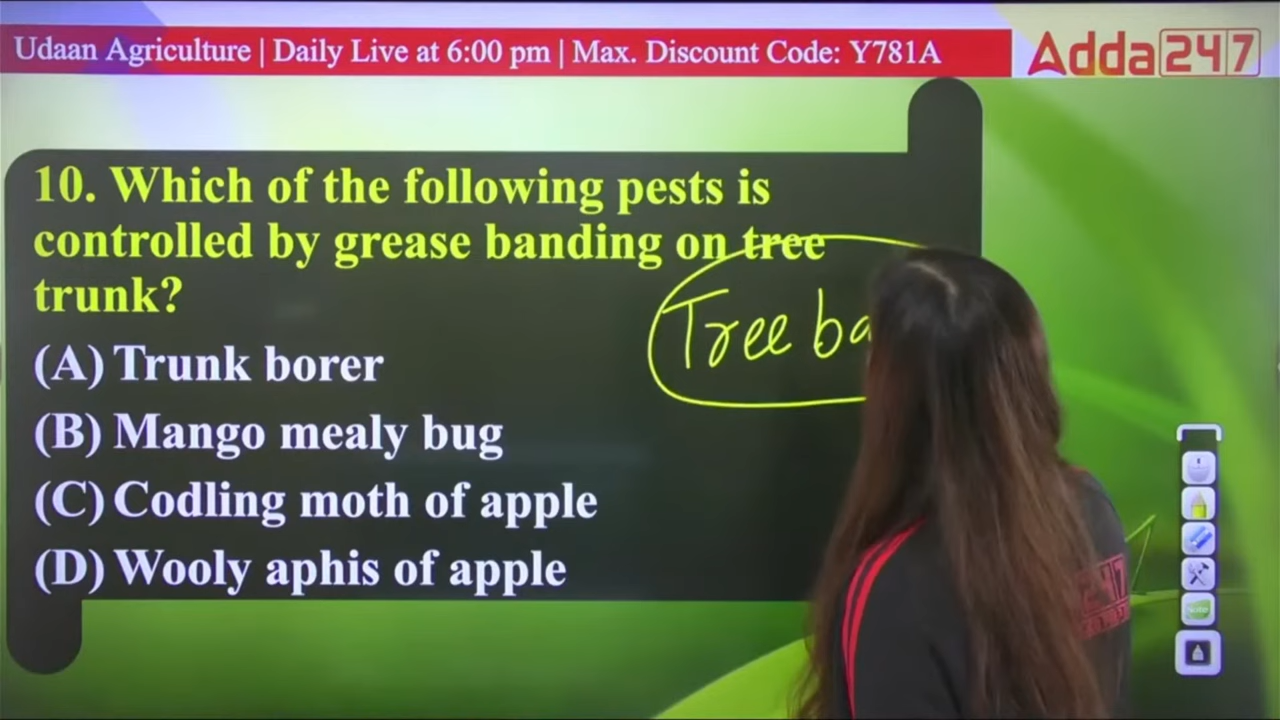 Udaan Agriculture | Daily Live at 6:00 pm | Max. Discount Code: Y781A
Adda247
10. Which of the following pests is
controlled by grease banding on tree
trunk?
Tree ba
(A) Trunk borer
(B) Mango mealy bug
(C) Codling moth of apple
(D) Wooly aphis of apple